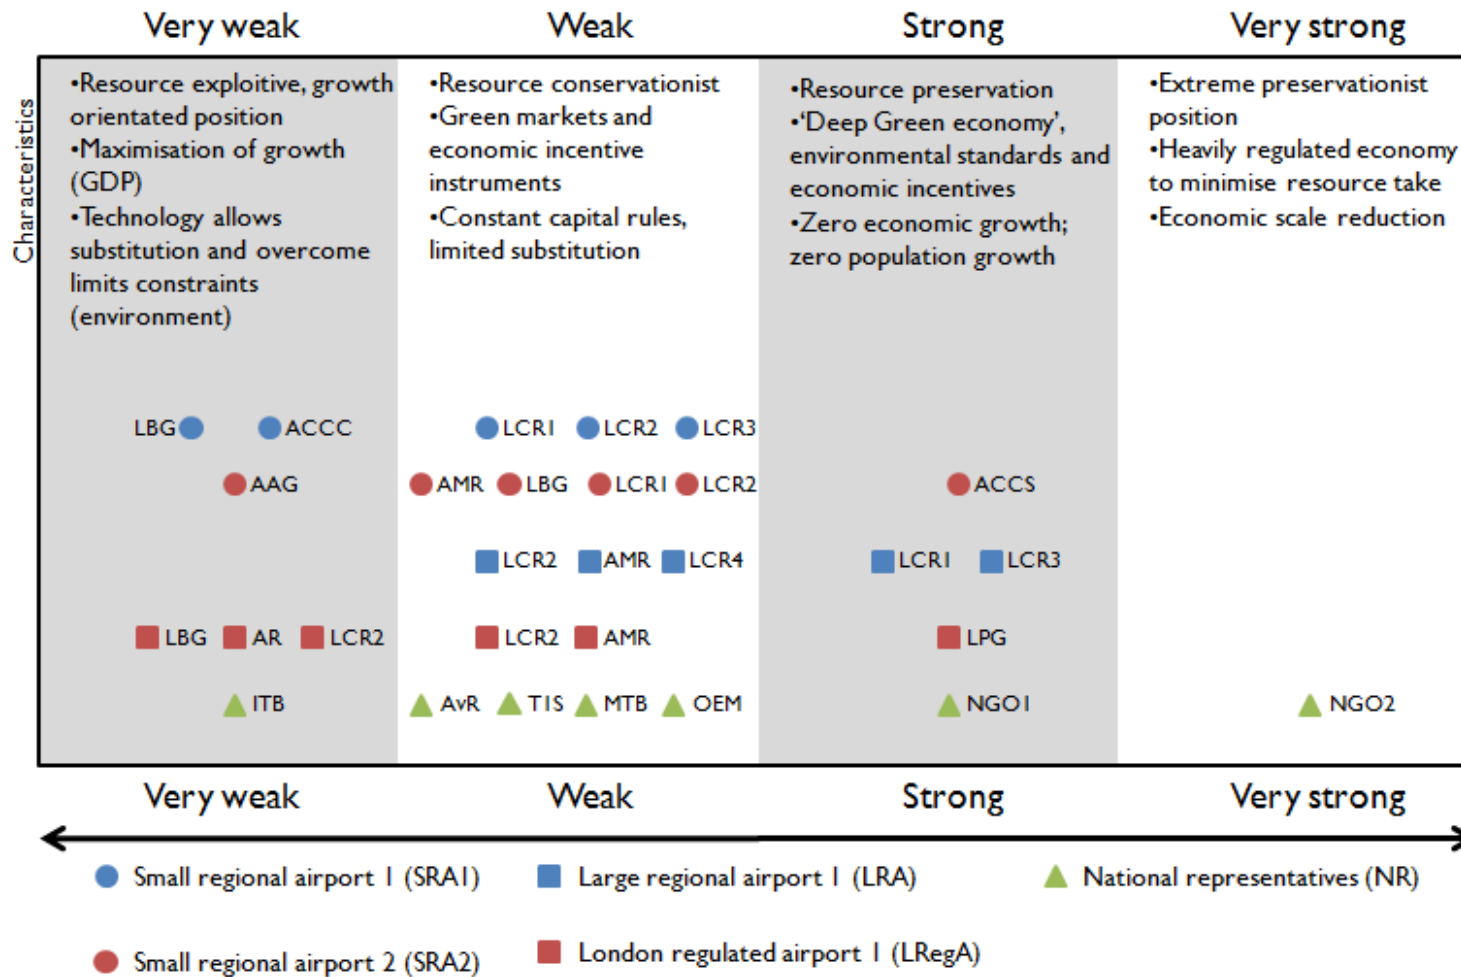 Very weak
Weak
Strong
Very strong
Characteristics
•Resource exploitive, growth
orientated position
•Maximisation of growth
(GDP)
•Technology allows
substitution and overcome
limits constraints
(environment)
•Resource conservationist
•Green markets and
economic incentive
instruments
•Constant capital rules,
limited substitution
•Resource preservation
•‘Deep Green economy’,
environmental standards and
economic incentives
•Zero economic growth;
zero population growth
•Extreme preservationist
position
•Heavily regulated economy
to minimise resource take
•Economic scale reduction
LBG ACCC LCR1 LCR2 LCR3
AAG AMR LBG LCR1 LCR2 ACCS
LCR2 AMR LCR4 LCR1 LCR3
LBG AR LCR2 LCR2 AMR LPG
ITB AvR T1S MTB OEM NGO1 NGO2
Very weak
Weak
Strong
Very strong
Small regional airport 1 (SRA1)
Large regional airport 1 (LRA)
National representatives (NR)
Small regional airport 2 (SRA2)
London regulated airport 1 (LRegA)